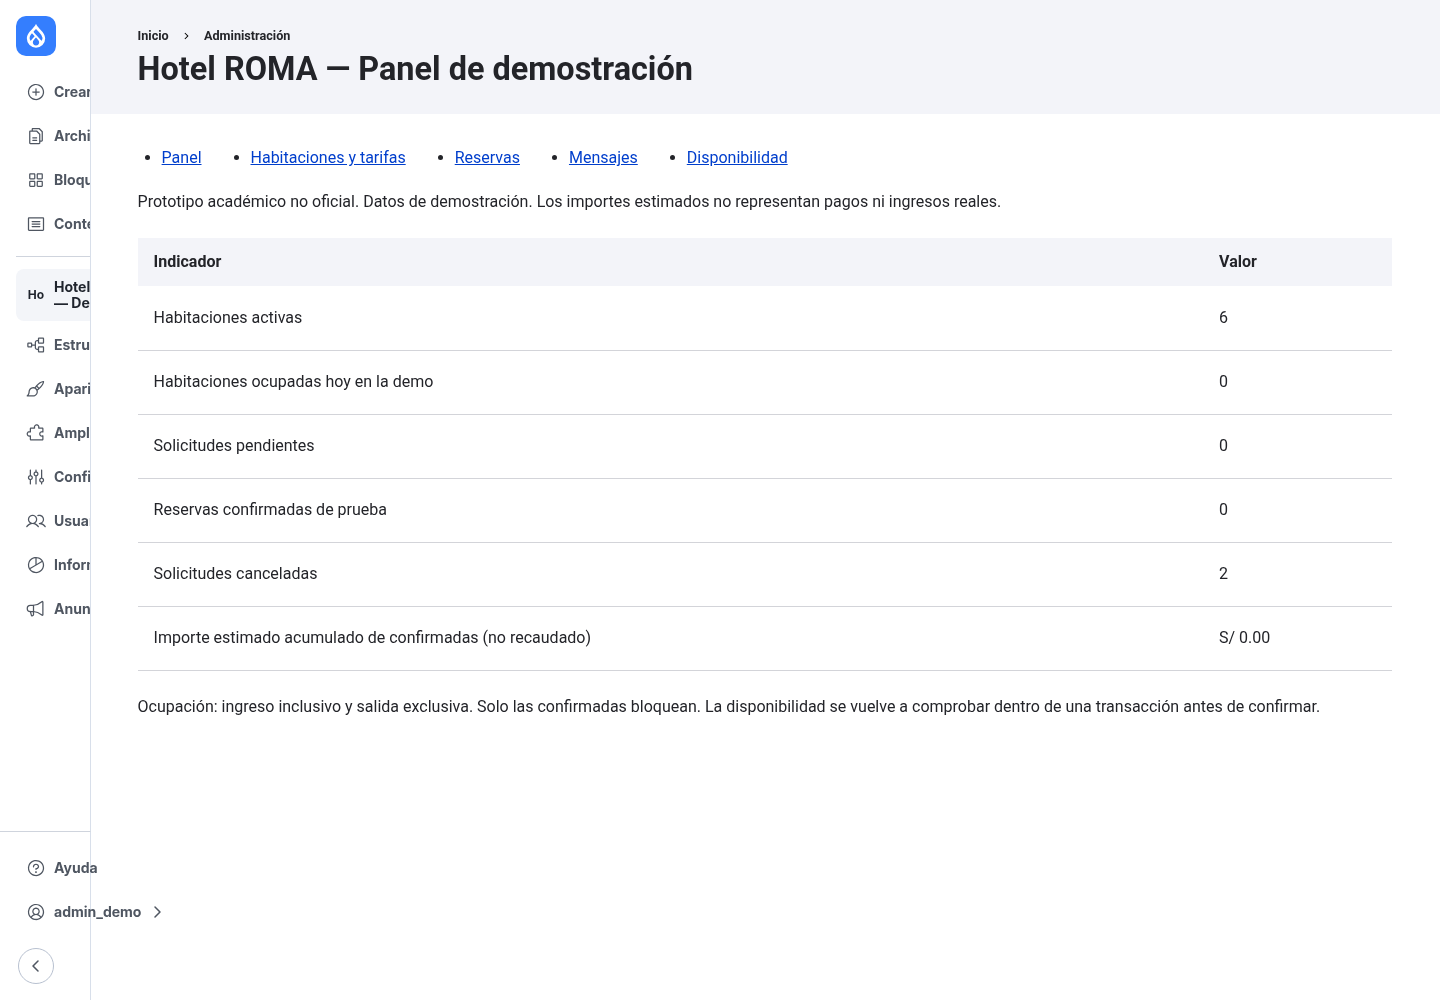 Inicio > Administración
Hotel ROMA — Panel de demostración
Crear
Archi
Bloqu
Conte
Ho
Hotel
— De
Estru
Apari
Ampl
Confi
Usua
Infor
Anun
Ayuda
admin_demo
Panel
Habitaciones y tarifas
Reservas
Mensajes
Disponibilidad
Prototipo académico no oficial. Datos de demostración. Los importes estimados no representan pagos ni ingresos reales.
Indicador Valor
Habitaciones activas 6
Habitaciones ocupadas hoy en la demo 0
Solicitudes pendientes 0
Reservas confirmadas de prueba 0
Solicitudes canceladas 2
Importe estimado acumulado de confirmadas (no recaudado) S/ 0.00
Ocupación: ingreso inclusivo y salida exclusiva. Solo las confirmadas bloquean. La disponibilidad se vuelve a comprobar dentro de una transacción antes de confirmar.